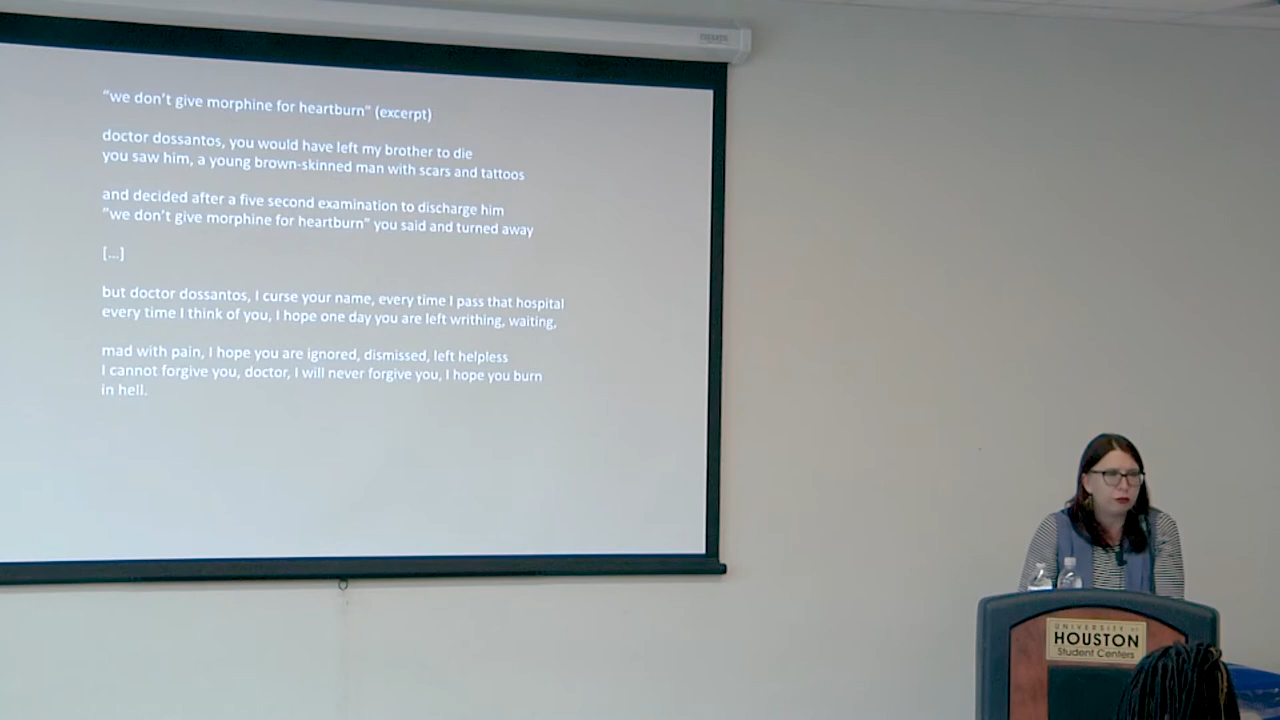 "we don't give morphine for heartburn" (excerpt)
doctor dossantos, you would have left my brother to die
you saw him, a young brown-skinned man with scars and tattoos
and decided after a five second examination to discharge him
"we don't give morphine for heartburn" you said and turned away
[...]
but doctor dossantos, I curse your name, every time I pass that hospital
every time I think of you, I hope one day you are left writhing, waiting,
mad with pain, I hope you are ignored, dismissed, left helpless
I cannot forgive you, doctor, I will never forgive you, I hope you burn
in hell.
UNIVERSITY of
HOUSTON
Student Centers